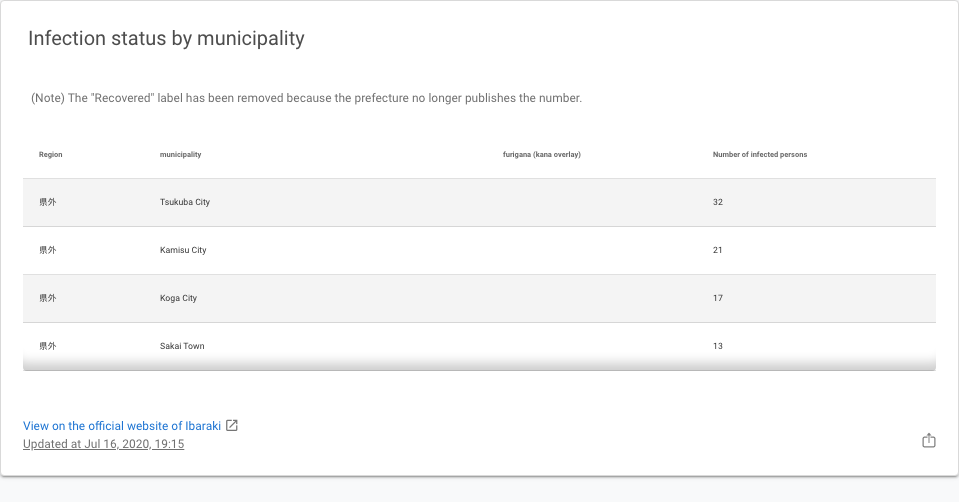 Infection status by municipality
(Note) The "Recovered" label has been removed because the prefecture no longer publishes the number.
Region municipality furigana (kana overlay) Number of infected persons
県外 Tsukuba City 32
県外 Kamisu City 21
県外 Koga City 17
県外 Sakai Town 13
View on the official website of Ibaraki
Updated at Jul 16, 2020, 19:15